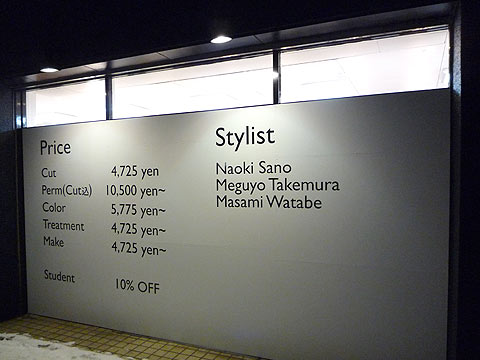 Price
Cut 4,725 yen
Perm(Cut込) 10,500 yen~
Color 5,775 yen~
Treatment 4,725 yen~
Make 4,725 yen~
Student 10% OFF
Stylist
Naoki Sano
Meguyo Takemura
Masami Watabe